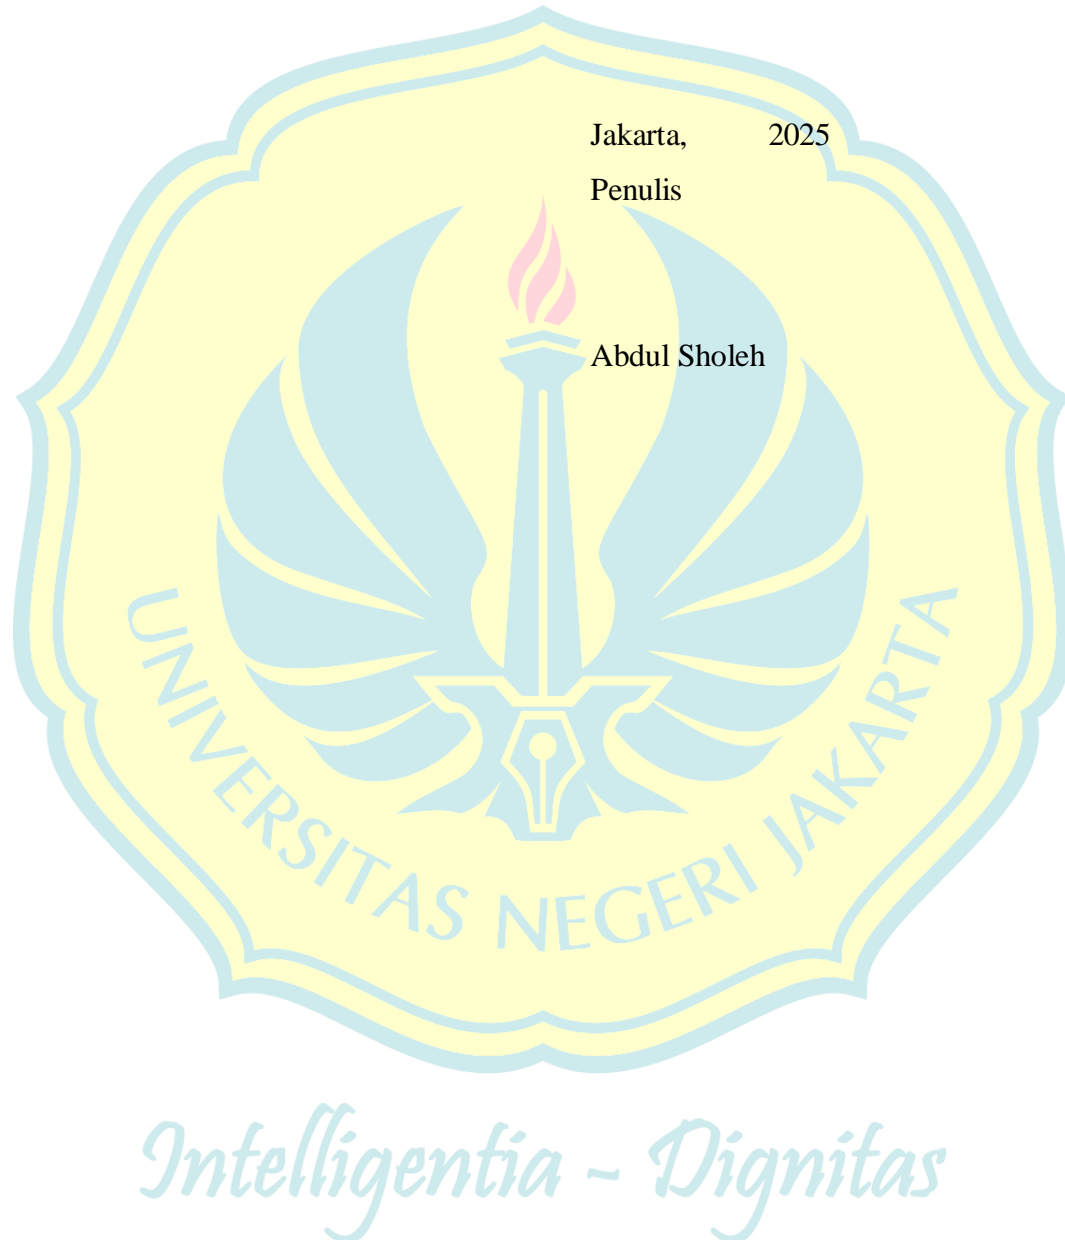 Jakarta, 2025
Penulis
Abdul Sholeh
UNIVERSITAS NEGERI JAKARTA
Intelligentia - Dignitas